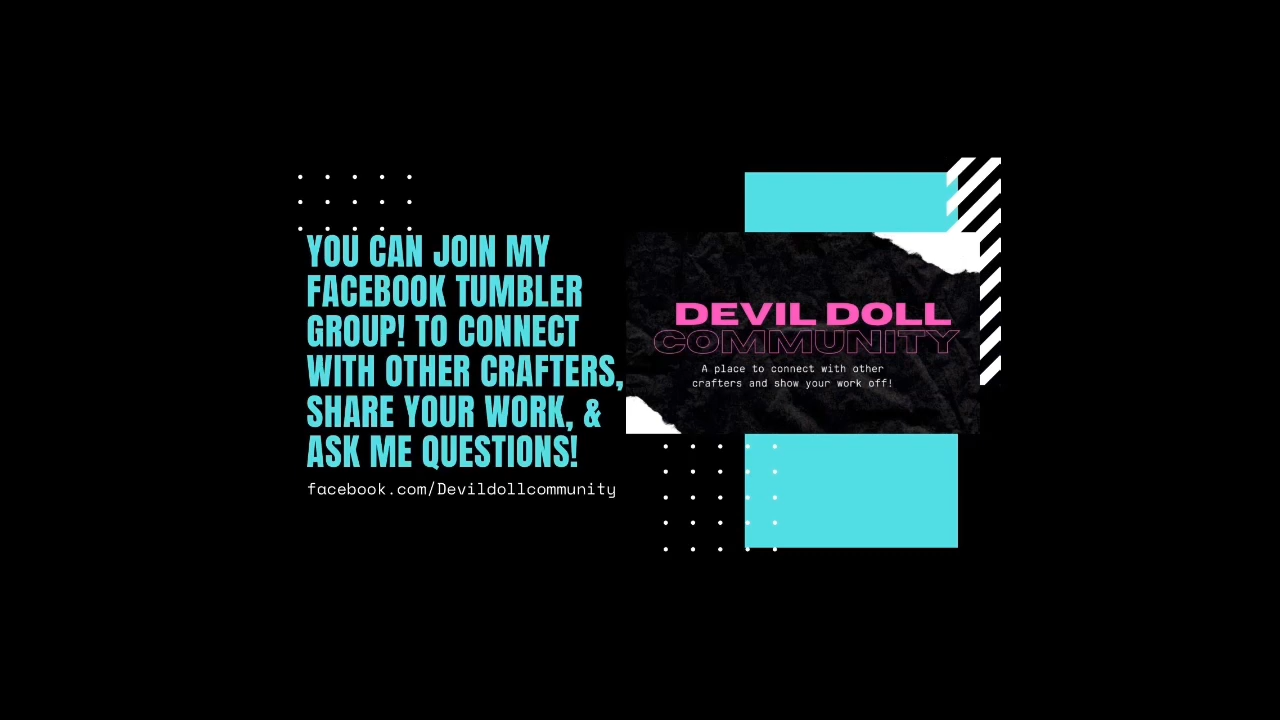 YOU CAN JOIN MY
FACEBOOK TUMBLER
GROUP! TO CONNECT
WITH OTHER CRAFTERS,
SHARE YOUR WORK, &
ASK ME QUESTIONS!
facebook.com/Devildollcommunity
DEVIL DOLL
COMMUNITY
A place to connect with other
crafters and show your work off!